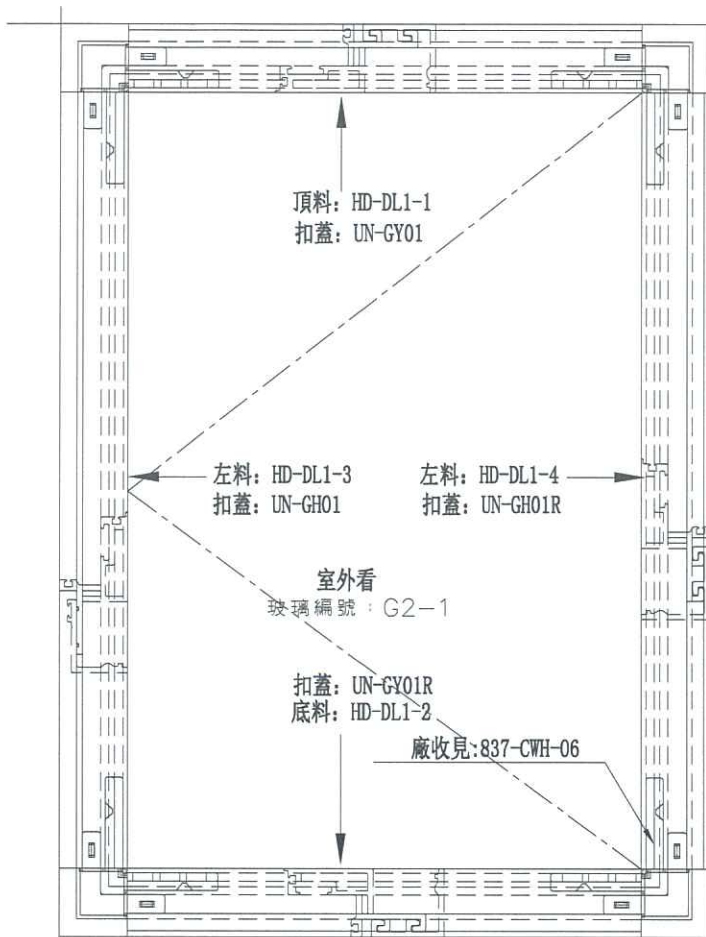 頂料: HD-DL1-1
扣蓋: UN-GY01
左料: HD-DL1-3
扣蓋: UN-GH01
左料: HD-DL1-4
扣蓋: UN-GH01R
室外看
玻璃編號：G2-1
扣蓋: UN-GY01R
底料: HD-DL1-2
廠收見:837-CWH-06